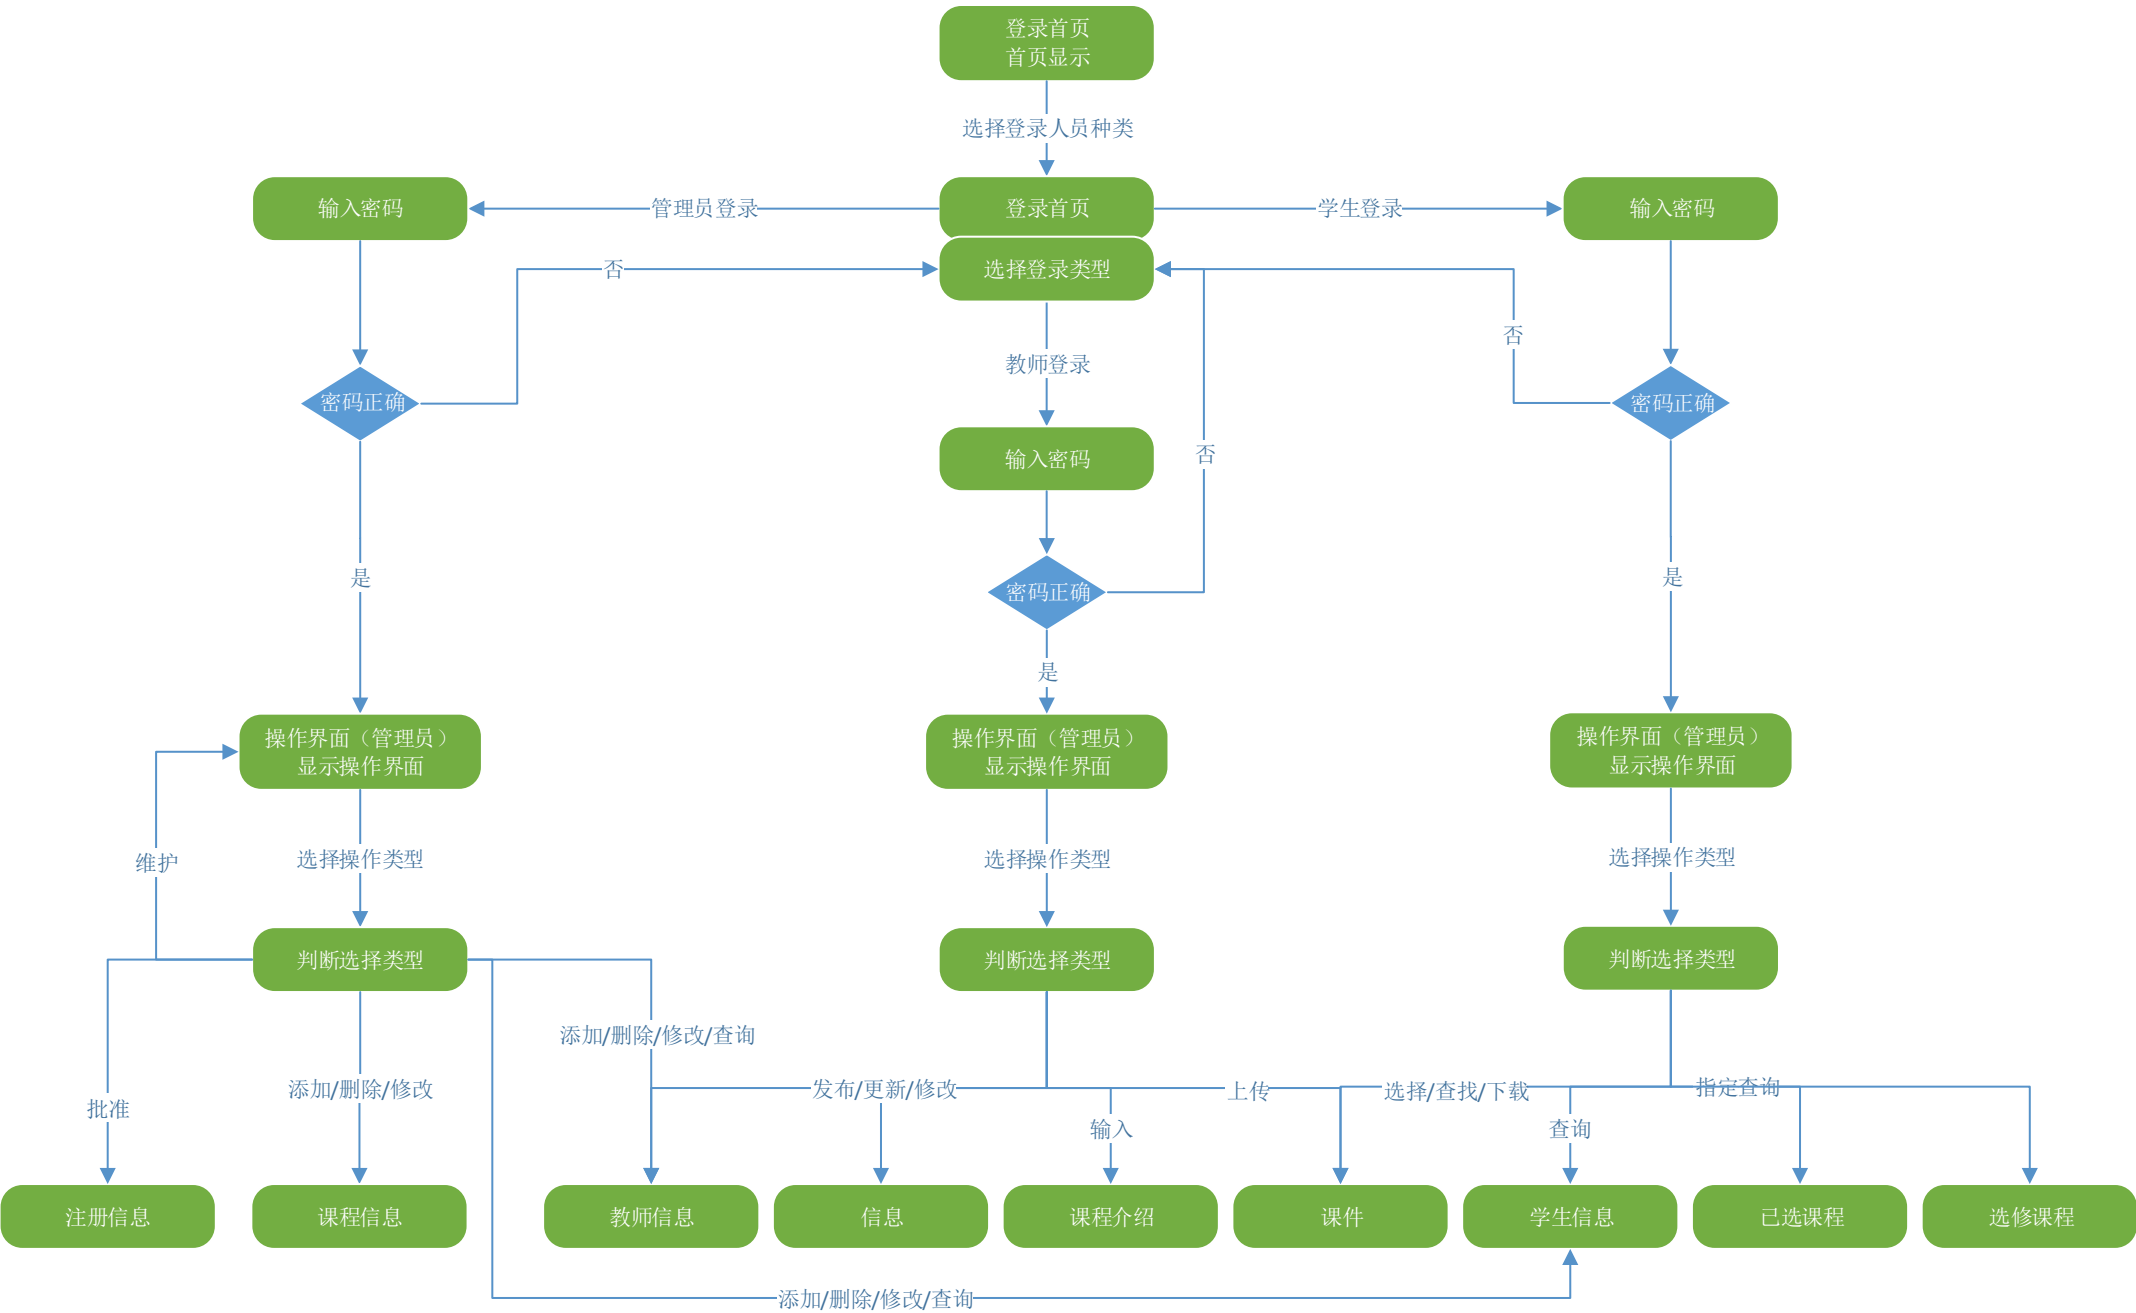 登录首页
首页显示
选择登录人员种类
输入密码
管理员登录
登录首页
学生登录
输入密码
否
选择登录类型
否
教师登录
密码正确
密码正确
否
输入密码
是
密码正确
是
是
操作界面（管理员）
显示操作界面
操作界面（管理员）
显示操作界面
操作界面（管理员）
显示操作界面
维护
选择操作类型
选择操作类型
选择操作类型
判断选择类型
判断选择类型
判断选择类型
添加/删除/修改/查询
批准
添加/删除/修改
发布/更新/修改
输入
上传
选择/查找/下载
查询
指定查询
注册信息
课程信息
教师信息
信息
课程介绍
课件
学生信息
已选课程
选修课程
添加/删除/修改/查询